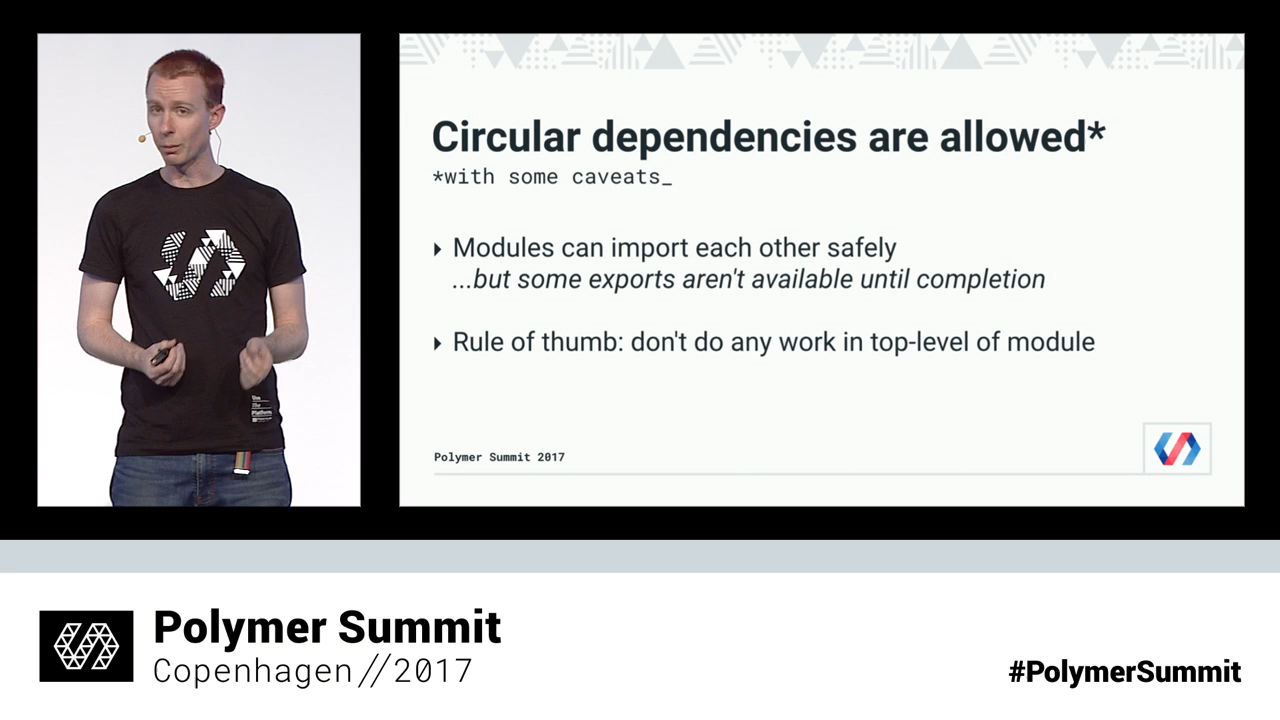 Circular dependencies are allowed*
*with some caveats_
Modules can import each other safely
...but some exports aren't available until completion
Rule of thumb: don't do any work in top-level of module
Polymer Summit 2017
Polymer Summit
Copenhagen//2017
#PolymerSummit